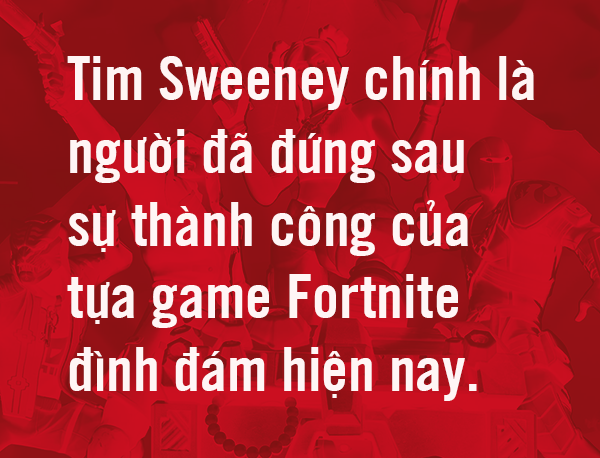 Tim Sweeney chính là
người đã đứng sau
sự thành công của
tựa game Fortnite
đình đám hiện nay.